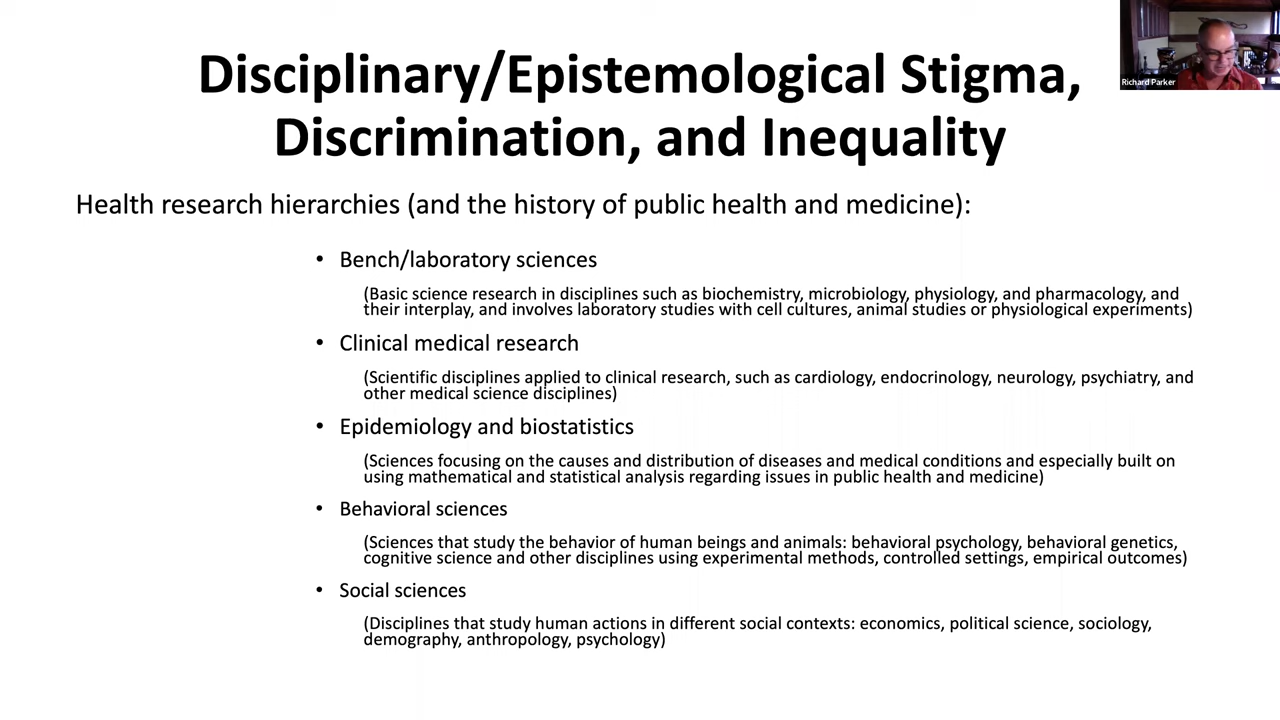 Disciplinary/Epistemological Stigma,
Discrimination, and Inequality
Richard Parker
Health research hierarchies (and the history of public health and medicine):
• Bench/laboratory sciences
(Basic science research in disciplines such as biochemistry, microbiology, physiology, and pharmacology, and
their interplay, and involves laboratory studies with cell cultures, animal studies or physiological experiments)
• Clinical medical research
(Scientific disciplines applied to clinical research, such as cardiology, endocrinology, neurology, psychiatry, and
other medical science disciplines)
• Epidemiology and biostatistics
(Sciences focusing on the causes and distribution of diseases and medical conditions and especially built on
using mathematical and statistical analysis regarding issues in public health and medicine)
• Behavioral sciences
(Sciences that study the behavior of human beings and animals: behavioral psychology, behavioral genetics,
cognitive science and other disciplines using experimental methods, controlled settings, empirical outcomes)
• Social sciences
(Disciplines that study human actions in different social contexts: economics, political science, sociology,
demography, anthropology, psychology)